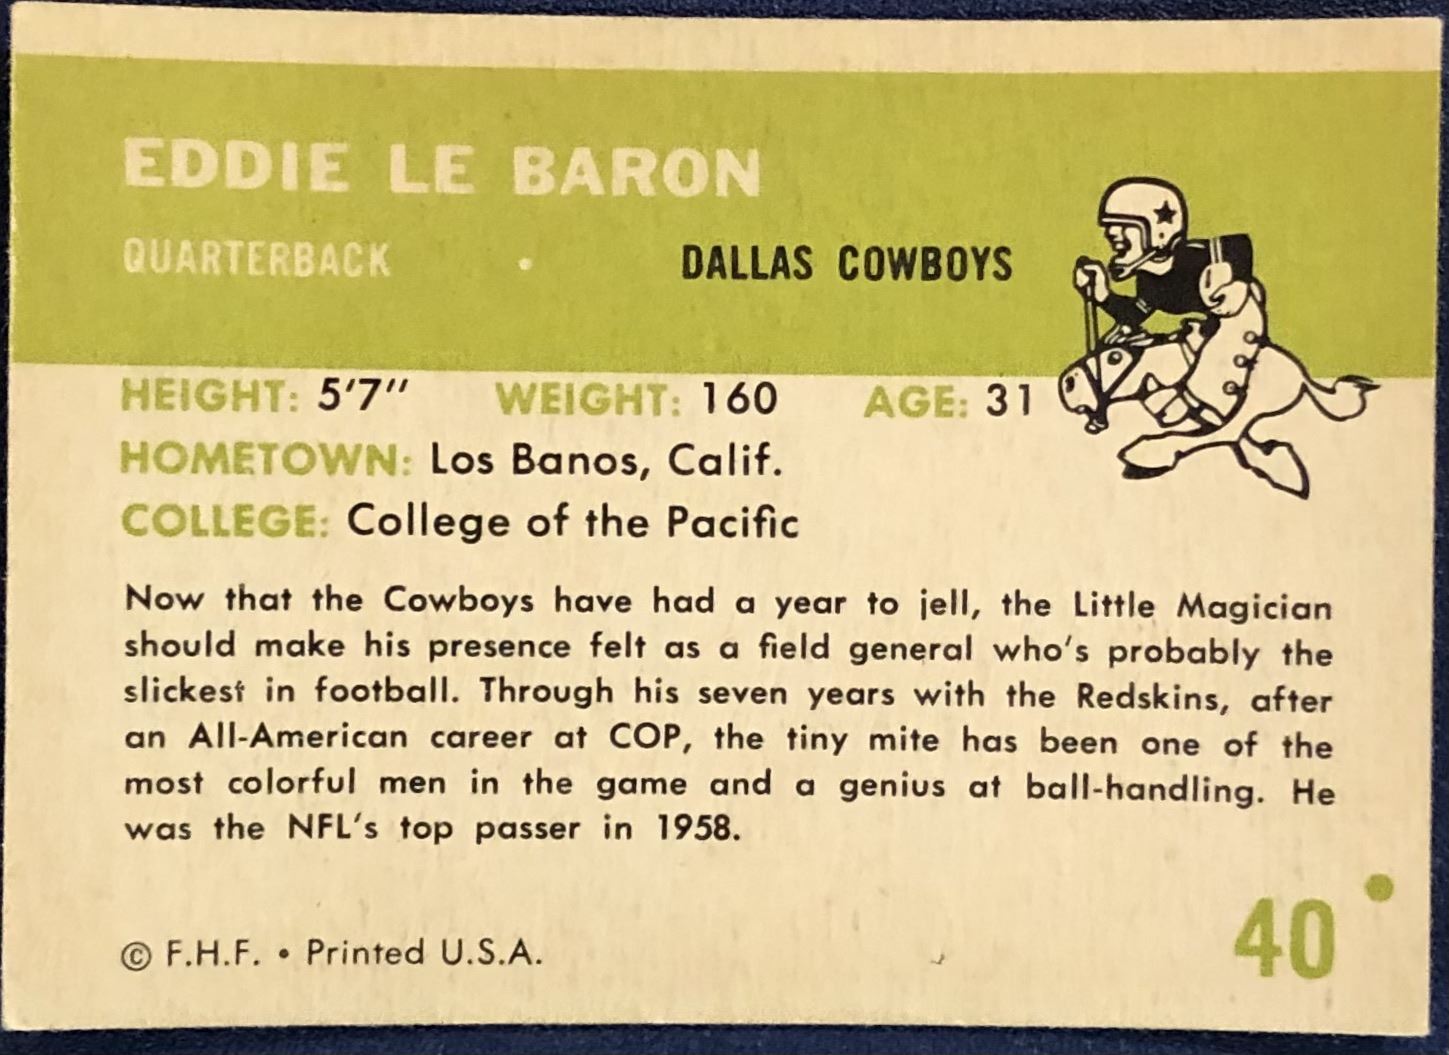 EDDIE LE BARON
QUARTERBACK • DALLAS COWBOYS
HEIGHT: 5'7" WEIGHT: 160 AGE: 31
HOMETOWN: Los Banos, Calif.
COLLEGE: College of the Pacific
Now that the Cowboys have had a year to jell, the Little Magician
should make his presence felt as a field general who's probably the
slickest in football. Through his seven years with the Redskins, after
an All-American career at COP, the tiny mite has been one of the
most colorful men in the game and a genius at ball-handling. He
was the NFL's top passer in 1958.
40
© F.H.F. • Printed U.S.A.